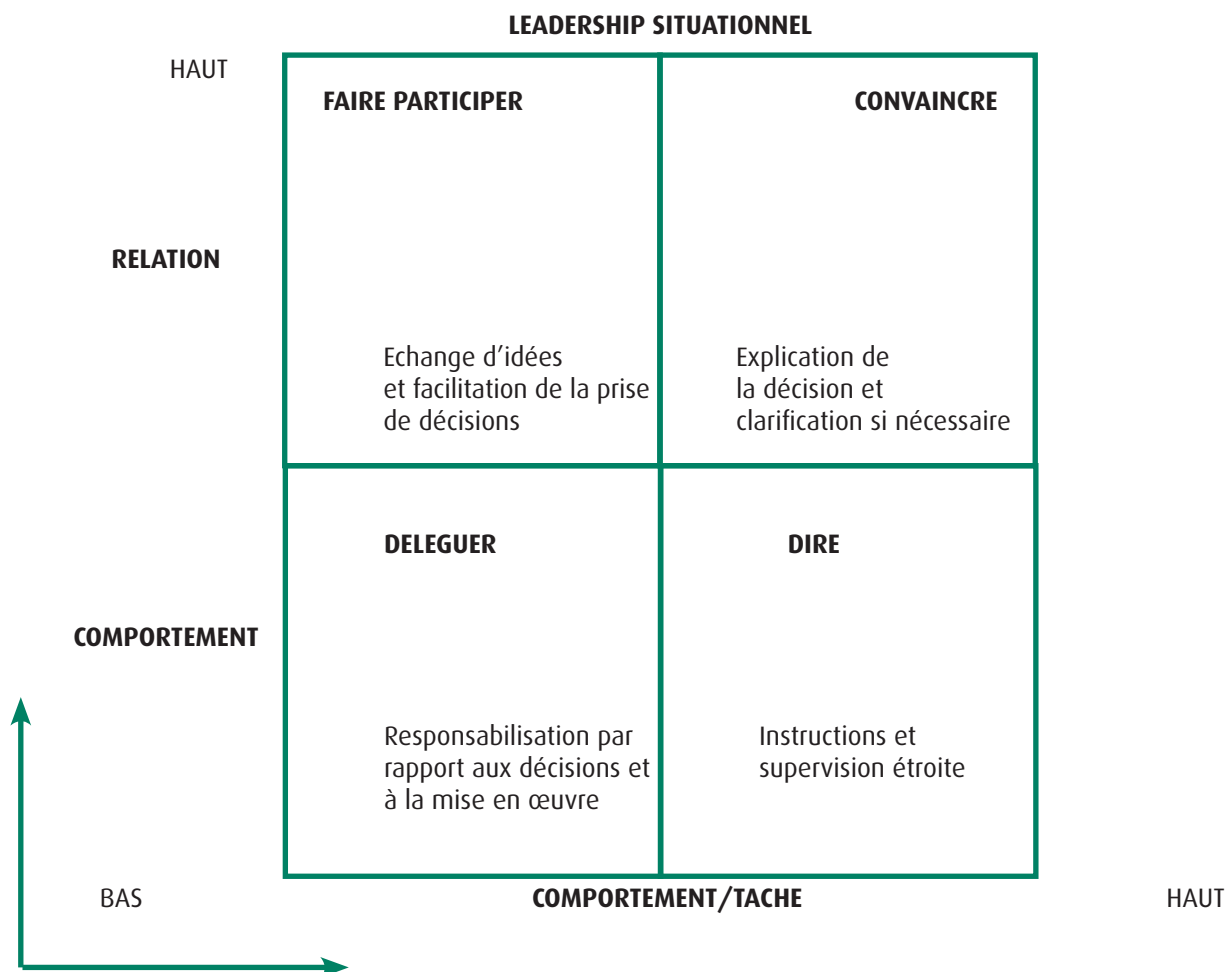 LEADERSHIP SITUATIONNEL
HAUT
FAIRE PARTICIPER
CONVAINCRE
RELATION
Echange d’idées
et facilitation de la prise
de décisions
Explication de
la décision et
clarification si nécessaire
DELEGUER
DIRE
COMPORTEMENT
Responsabilisation par
rapport aux décisions et
à la mise en œuvre
Instructions et
supervision étroite
BAS
COMPORTEMENT/TACHE
HAUT